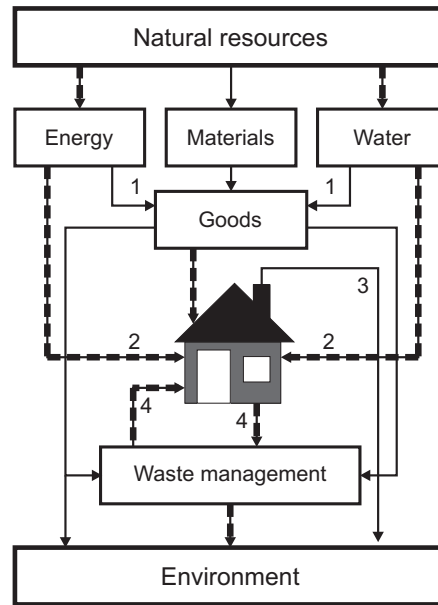 Natural resources
Energy
Materials
Water
1
1
Goods
3
2
2
4
4
Waste management
Environment